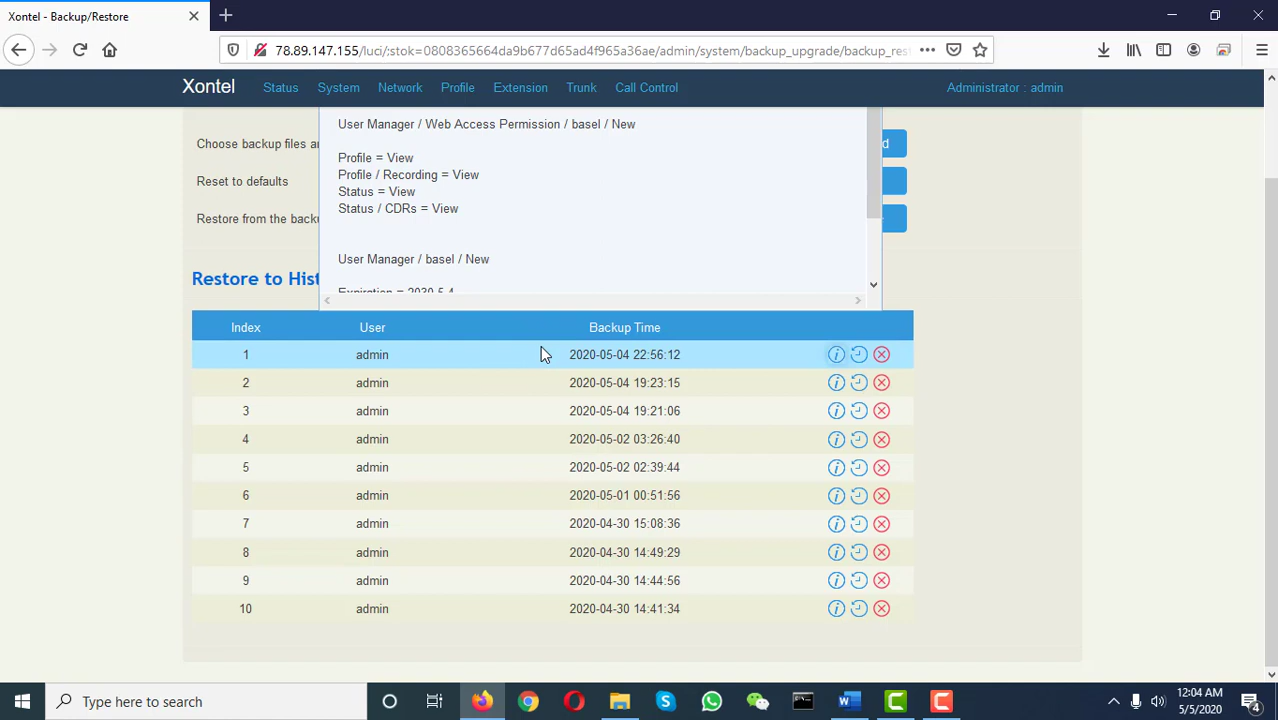 Xontel - Backup/Restore
78.89.147.155/luci/;stok=0808365664da9b677d65ad4f965a36ae/admin/system/backup_upgrade/backup_res
Xontel Status System Network Profile Extension Trunk Call Control Administrator : admin
User Manager / Web Access Permission / basel / New
Choose backup files a
d
Profile = View
Profile / Recording = View
Reset to defaults
Status = View
Status / CDRs = View
Restore from the backu
User Manager / basel / New
Restore to Hist
Expiration = 2030-5-4
Index User Backup Time
1 admin 2020-05-04 22:56:12
2 admin 2020-05-04 19:23:15
3 admin 2020-05-04 19:21:06
4 admin 2020-05-02 03:26:40
5 admin 2020-05-02 02:39:44
6 admin 2020-05-01 00:51:56
7 admin 2020-04-30 15:08:36
8 admin 2020-04-30 14:49:29
9 admin 2020-04-30 14:44:56
10 admin 2020-04-30 14:41:34
Type here to search
12:04 AM
5/5/2020
4